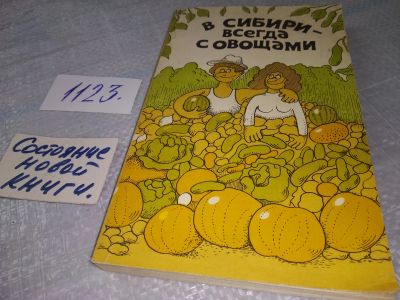 В СИБИРИ–
ВСЕГДА
С ОВОЩАМИ
1123.
Состояние
новой
книги.